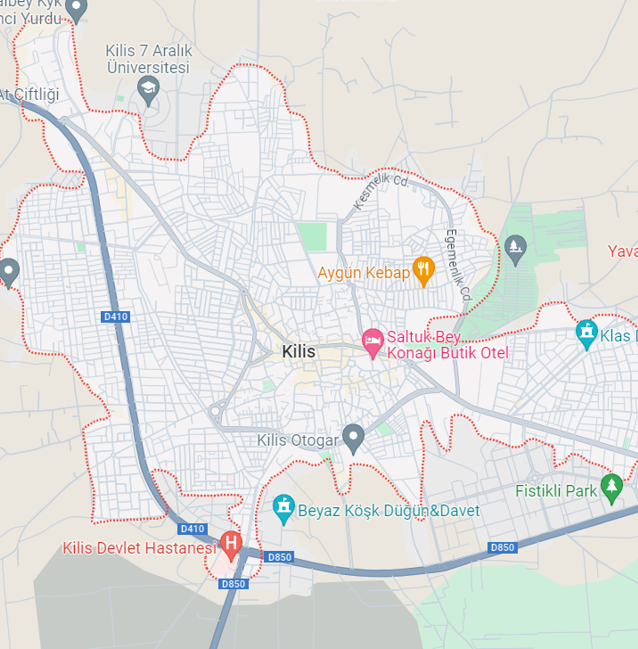 albey Kyk
nci Yurdu
Kilis 7 Aralık
Üniversitesi
At Çiftliği
Kesmelik Cd.
Egemenlik Cd.
Yava
Aygün Kebap
D410
Saltuk Bey
Konağı Butik Otel
Klas D
Kilis
Kilis Otogar
Fistikli Park
Beyaz Köşk Düğün&Davet
D410
Kilis Devlet Hastanesi
D850
D850
D850